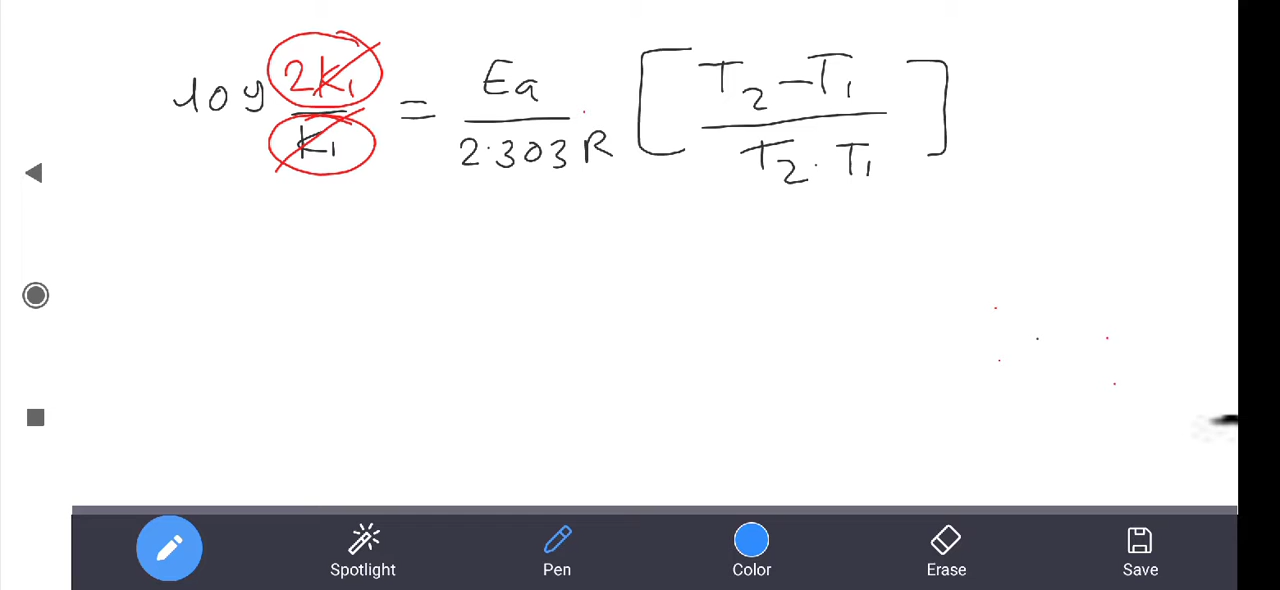 log 2K₁/K₁ = Ea/2.303R [T₂-T₁/T₂.T₁]
Spotlight Pen Color Erase Save